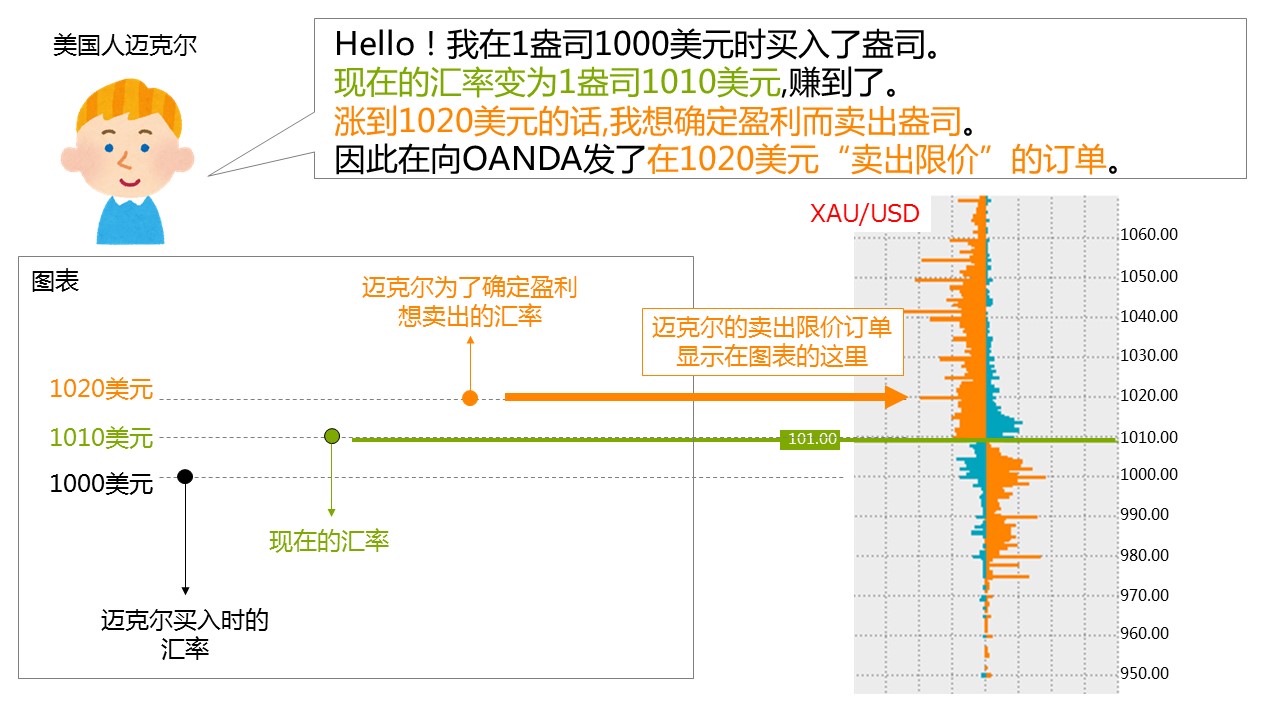 美国人迈克尔
Hello！我在1盎司1000美元时买入了盎司。
现在的汇率变为1盎司1010美元,赚到了。
涨到1020美元的话,我想确定盈利而卖出盎司。
因此在向OANDA发了在1020美元“卖出限价”的订单。
XAU/USD
图表
迈克尔为了确定盈利
想卖出的汇率
迈克尔的卖出限价订单
显示在图表的这里
1020美元
1010美元
1000美元
101.00
现在的汇率
迈克尔买入时的
汇率
1060.00
1050.00
1040.00
1030.00
1020.00
1010.00
1000.00
990.00
980.00
970.00
960.00
950.00